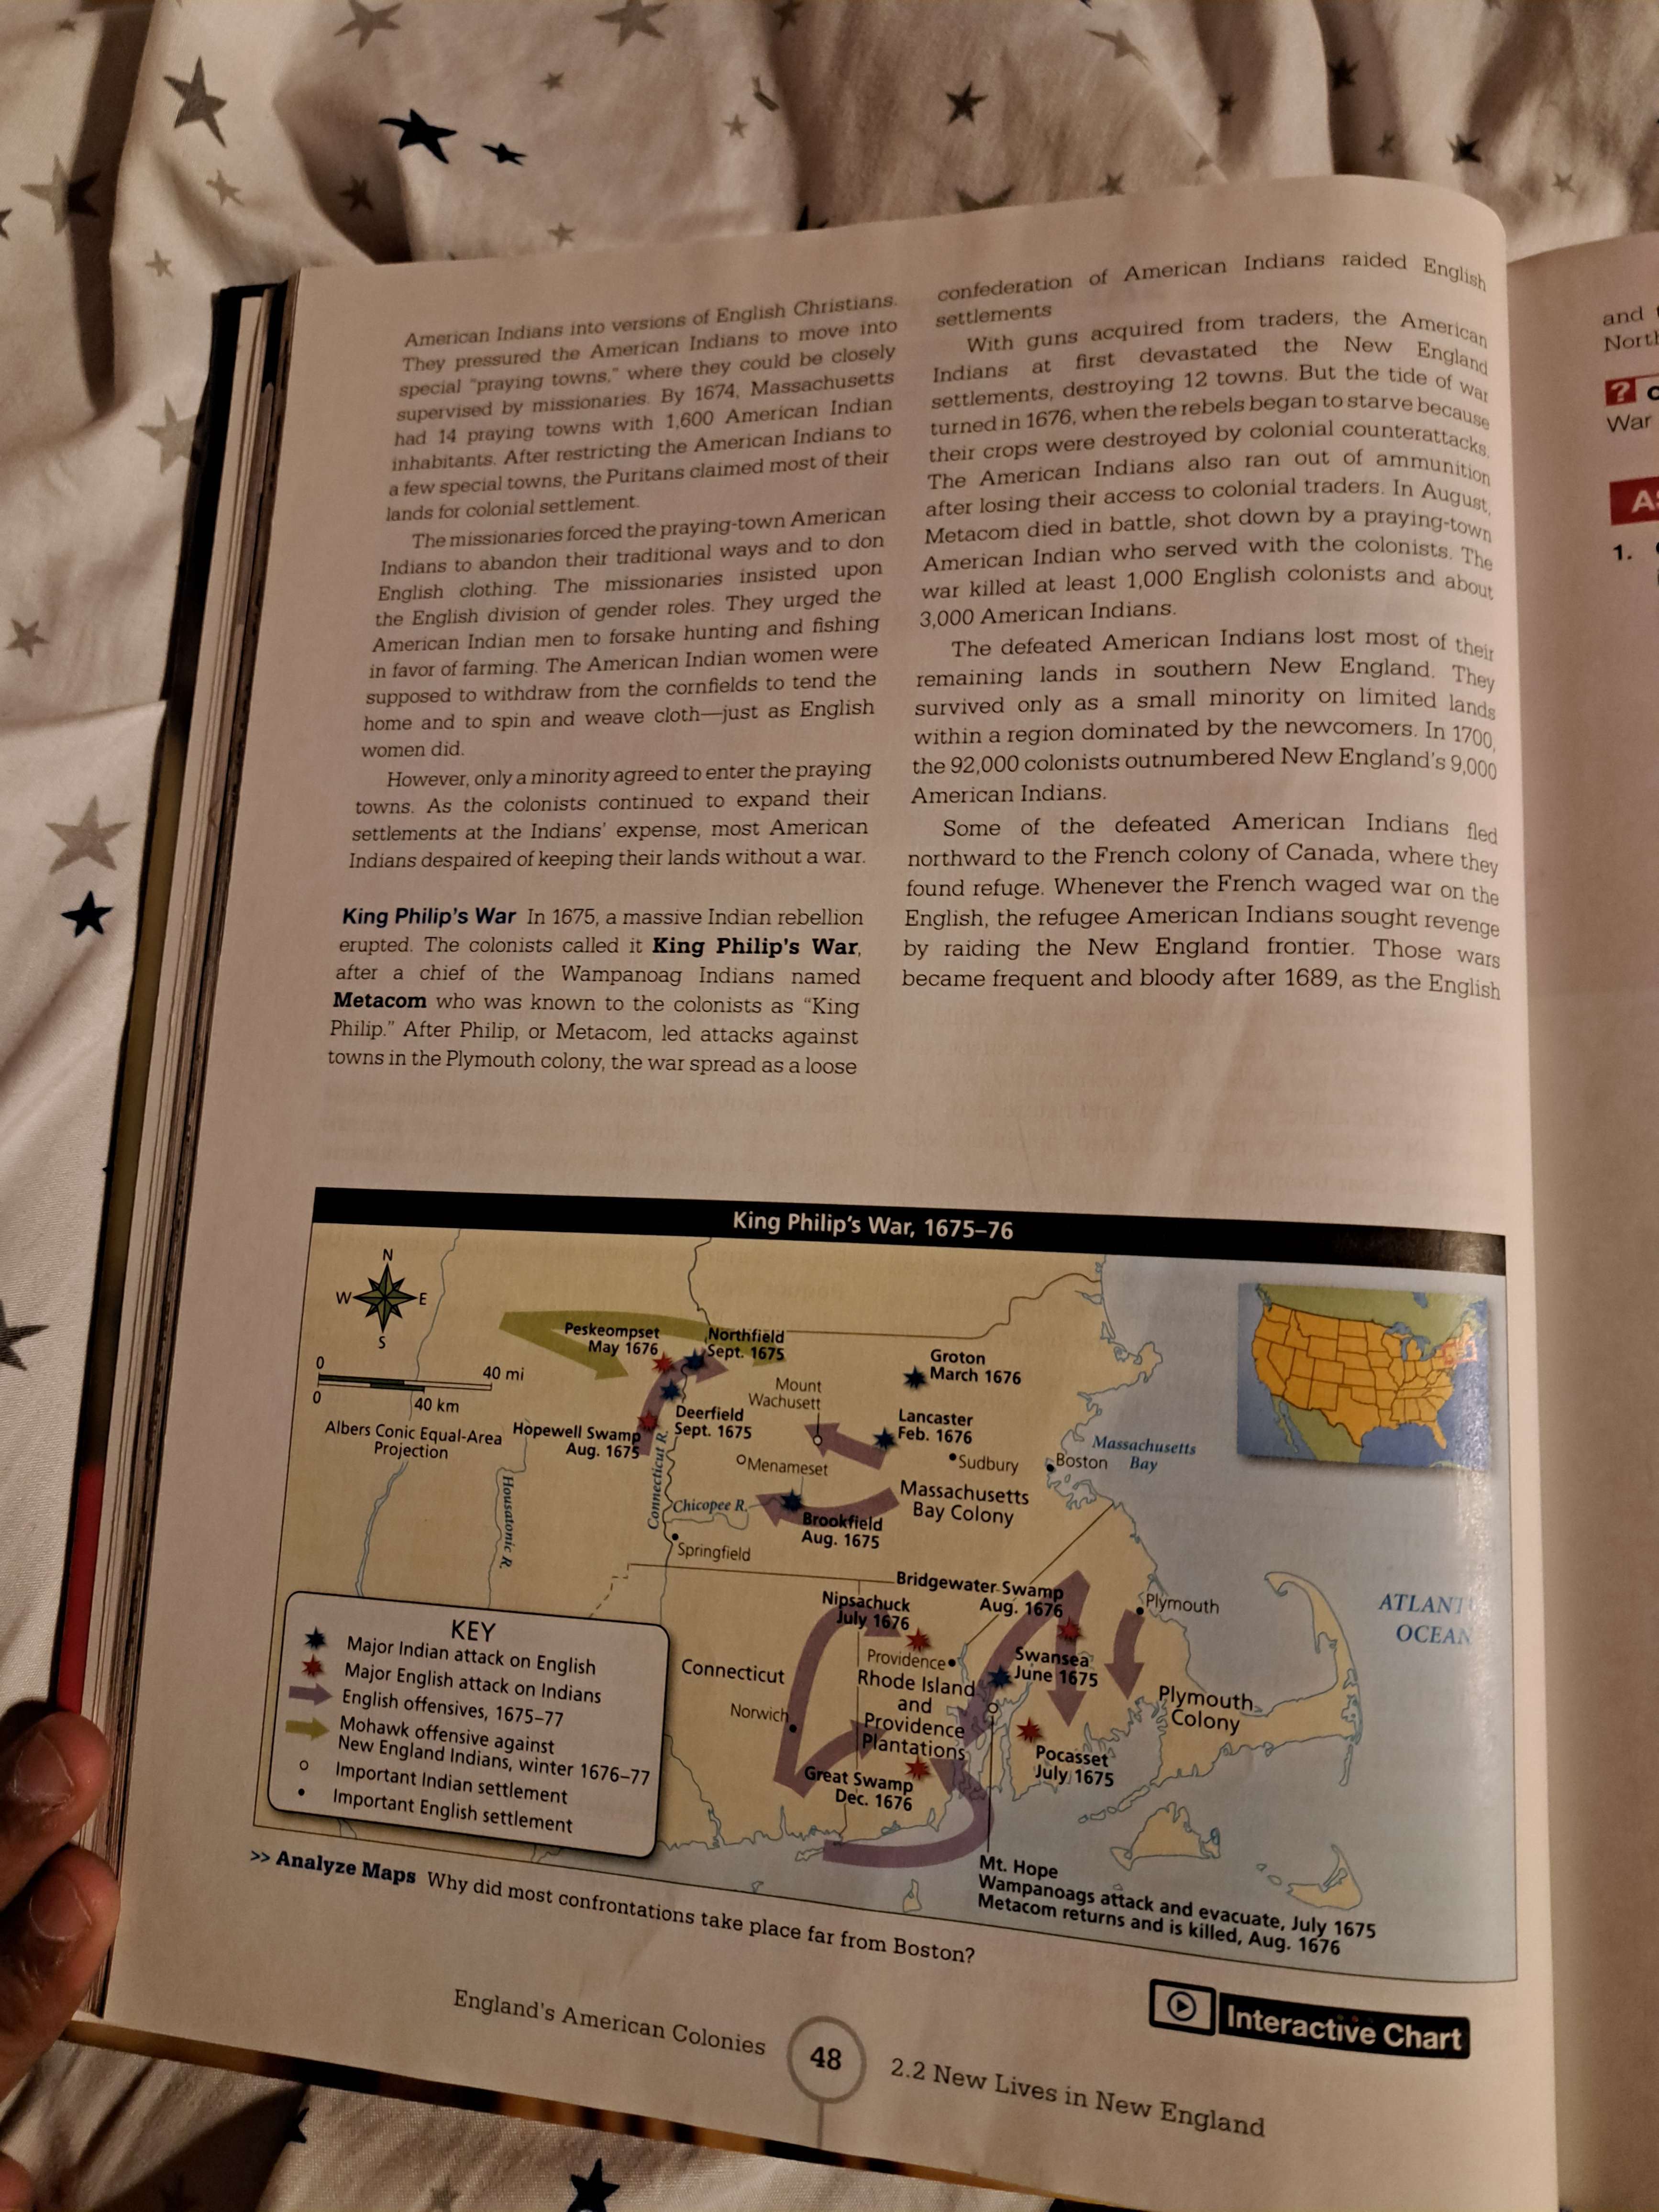 American Indians into versions of English Christians.
They pressured the American Indians to move into
special "praying towns," where they could be closely
supervised by missionaries. By 1674, Massachusetts
had 14 praying towns with 1,600 American Indian
inhabitants. After restricting the American Indians to
a few special towns, the Puritans claimed most of their
lands for colonial settlement.
The missionaries forced the praying-town American
Indians to abandon their traditional ways and to don
English clothing. The missionaries insisted upon
the English division of gender roles. They urged the
American Indian men to forsake hunting and fishing
in favor of farming. The American Indian women were
supposed to withdraw from the cornfields to tend the
home and to spin and weave cloth—just as English
women did.
However, only a minority agreed to enter the praying
towns. As the colonists continued to expand their
settlements at the Indians' expense, most American
Indians despaired of keeping their lands without a war.
King Philip's War In 1675, a massive Indian rebellion
erupted. The colonists called it King Philip's War,
after a chief of the Wampanoag Indians named
Metacom who was known to the colonists as "King
Philip." After Philip, or Metacom, led attacks against
towns in the Plymouth colony, the war spread as a loose
confederation of American Indians raided English
settlements
With guns acquired from traders, the American
Indians at first devastated the New England
settlements, destroying 12 towns. But the tide of war
turned in 1676, when the rebels began to starve because
their crops were destroyed by colonial counterattacks.
The American Indians also ran out of ammunition
after losing their access to colonial traders. In August,
Metacom died in battle, shot down by a praying-town
American Indian who served with the colonists. The
war killed at least 1,000 English colonists and about
3,000 American Indians.
The defeated American Indians lost most of their
remaining lands in southern New England. They
survived only as a small minority on limited lands
within a region dominated by the newcomers. In 1700,
the 92,000 colonists outnumbered New England's 9,000
American Indians.
Some of the defeated American Indians fled
northward to the French colony of Canada, where they
found refuge. Whenever the French waged war on the
English, the refugee American Indians sought revenge
by raiding the New England frontier. Those wars
became frequent and bloody after 1689, as the English
King Philip's War, 1675–76
N
W E
S
0 40 mi
0 40 km
Albers Conic Equal-Area
Projection
Peskeompset
May 1676
Northfield
Sept. 1675
Groton
March 1676
Mount
Wachusett
Deerfield
Sept. 1675
Hopewell Swamp
Aug. 1675
Lancaster
Feb. 1676
Sudbury
Boston
Massachusetts
Bay
Menameset
Massachusetts
Bay Colony
Housatonic R.
Connecticut R.
Chicopee R.
Brookfield
Aug. 1675
Springfield
Bridgewater Swamp
Aug. 1676
Nipsachuck
July 1676
Plymouth
ATLANT
OCEAN
Providence
Swansea
June 1675
Connecticut
Rhode Island
and
Providence
Plantations
Norwich
Plymouth
Colony
Pocasset
July 1675
Great Swamp
Dec. 1676
Mt. Hope
Wampanoags attack and evacuate, July 1675
Metacom returns and is killed, Aug. 1676
KEY
Major Indian attack on English
Major English attack on Indians
English offensives, 1675–77
Mohawk offensive against
New England Indians, winter 1676–77
Important Indian settlement
Important English settlement
>> Analyze Maps Why did most confrontations take place far from Boston?
Interactive Chart
England's American Colonies
48
2.2 New Lives in New England
and
North
?
War
1.